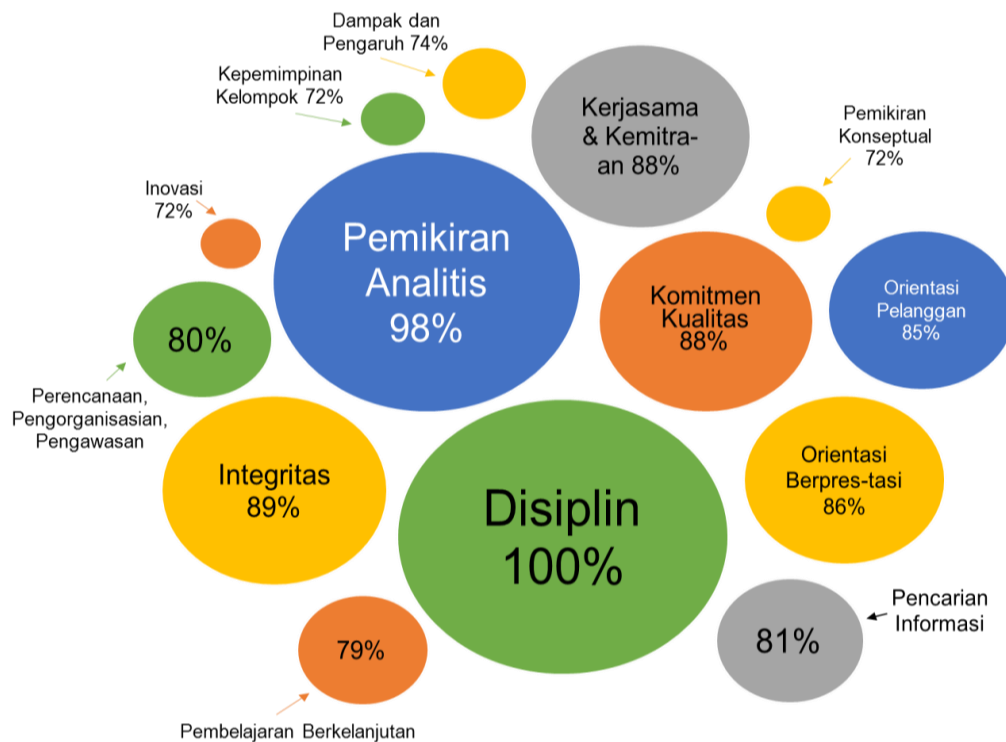 Dampak dan
Pengaruh 74%
Kepemimpinan
Kelompok 72%
Kerjasama
& Kemitra-
an 88%
Pemikiran
Konseptual
72%
Inovasi
72%
Pemikiran
Analitis
98%
Komitmen
Kualitas
88%
Orientasi
Pelanggan
85%
80%
Perencanaan,
Pengorganisasian,
Pengawasan
Integritas
89%
Disiplin
100%
Orientasi
Berpres-tasi
86%
79%
Pembelajaran Berkelanjutan
81%
Pencarian
Informasi